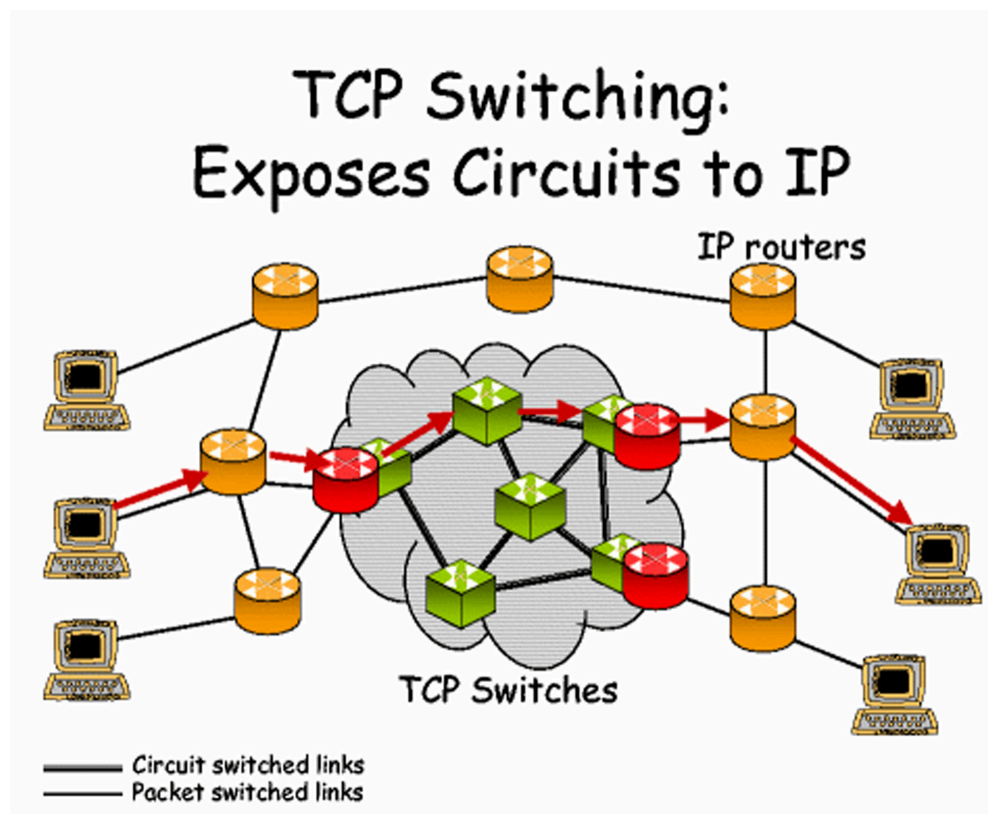 TCP Switching:
Exposes Circuits to IP
IP routers
TCP Switches
Circuit switched links
Packet switched links